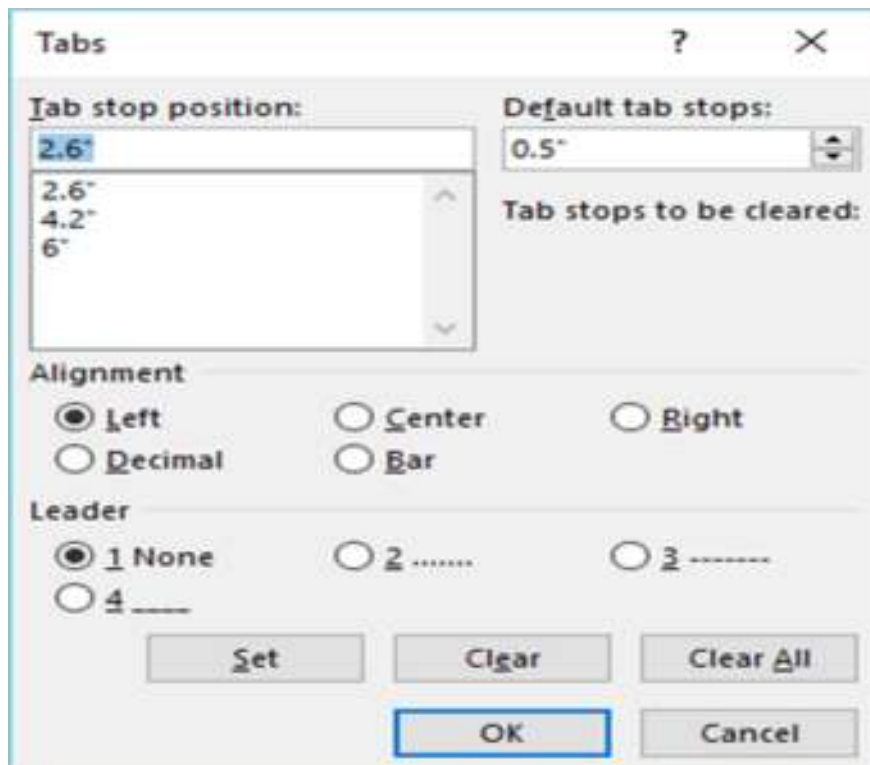 Tabs ?
Tab stop position: Default tab stops:
2.6" 0.5"
2.6"
4.2"
6"
Tab stops to be cleared:
Alignment
Left Center Right
Decimal Bar
Leader
1 None 2 ....... 3 -------
4 ____
Set Clear Clear All
OK Cancel